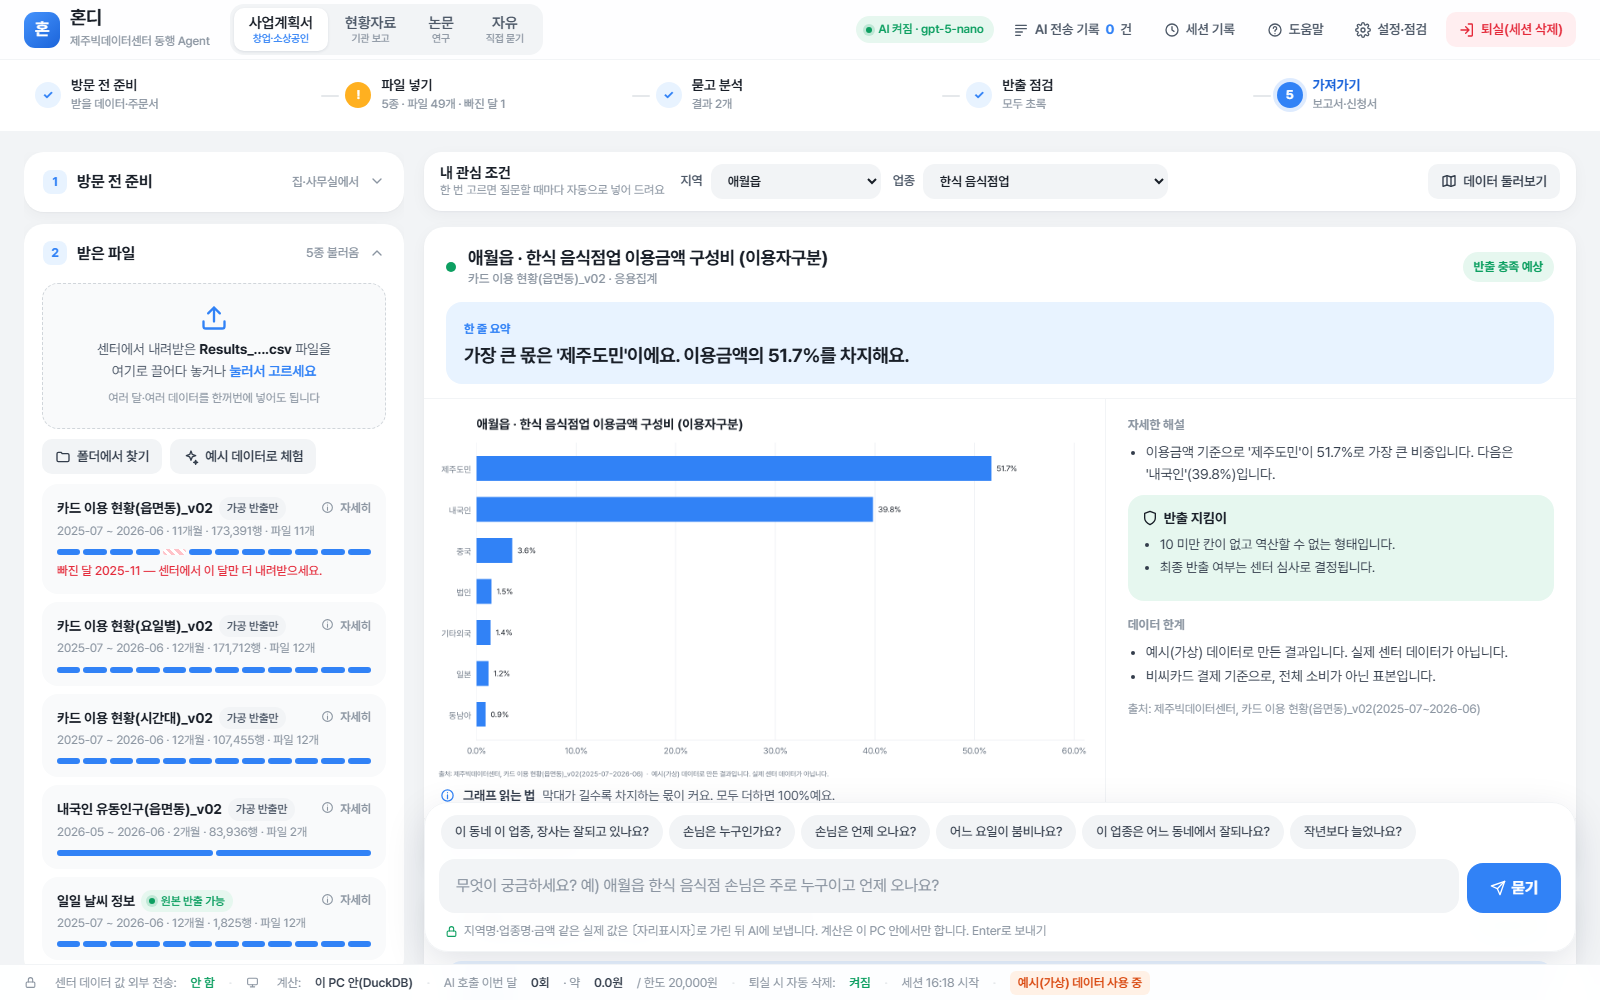 혼
혼디
제주빅데이터센터 동행 Agent
사업계획서
창업·소상공인
현황자료
기관 보고
논문
연구
자유
직접 묻기
AI 켜짐 · gpt-5-nano
AI 전송 기록 0 건
세션 기록
도움말
설정·점검
퇴실(세션 삭제)
방문 전 준비
받을 데이터·주문서
!
파일 넣기
5종 · 파일 49개 · 빠진 달 1
묻고 분석
결과 2개
반출 점검
모두 초록
5
가져가기
보고서·신청서
1 방문 전 준비 집·사무실에서
2 받은 파일 5종 불러옴
센터에서 내려받은 Results_....csv 파일을
여기로 끌어다 놓거나 눌러서 고르세요
여러 달·여러 데이터를 한꺼번에 넣어도 됩니다
폴더에서 찾기
예시 데이터로 체험
카드 이용 현황(읍면동)_v02 가공 반출만 자세히
2025-07 ~ 2026-06 · 11개월 · 173,391행 · 파일 11개
빠진 달 2025-11 — 센터에서 이 달만 더 내려받으세요.
카드 이용 현황(요일별)_v02 가공 반출만 자세히
2025-07 ~ 2026-06 · 12개월 · 171,712행 · 파일 12개
카드 이용 현황(시간대)_v02 가공 반출만 자세히
2025-07 ~ 2026-06 · 12개월 · 107,455행 · 파일 12개
내국인 유동인구(읍면동)_v02 가공 반출만 자세히
2026-05 ~ 2026-06 · 2개월 · 83,936행 · 파일 2개
일일 날씨 정보 원본 반출 가능 자세히
2025-07 ~ 2026-06 · 12개월 · 1,825행 · 파일 12개
내 관심 조건
한 번 고르면 질문할 때마다 자동으로 넣어 드려요
지역 애월읍
업종 한식 음식점업
데이터 둘러보기
애월읍 · 한식 음식점업 이용금액 구성비 (이용자구분)
카드 이용 현황(읍면동)_v02 · 응용집계
반출 충족 예상
한 줄 요약
가장 큰 몫은 '제주도민'이에요. 이용금액의 51.7%를 차지해요.
애월읍 · 한식 음식점업 이용금액 구성비 (이용자구분)
제주도민 51.7%
내국인 39.8%
중국 3.6%
법인 1.5%
기타외국 1.4%
일본 1.2%
동남아 0.9%
0.0% 10.0% 20.0% 30.0% 40.0% 50.0% 60.0%
출처: 제주빅데이터센터, 카드 이용 현황(읍면동)_v02(2025-07~2026-06) · 예시(가상) 데이터로 만든 결과입니다. 실제 센터 데이터가 아닙니다.
그래프 읽는 법 막대가 길수록 차지하는 몫이 커요. 모두 더하면 100%예요.
자세한 해설
• 이용금액 기준으로 '제주도민'이 51.7%로 가장 큰 비중입니다. 다음은
'내국인'(39.8%)입니다.
반출 지킴이
• 10 미만 칸이 없고 역산할 수 없는 형태입니다.
• 최종 반출 여부는 센터 심사로 결정됩니다.
데이터 한계
• 예시(가상) 데이터로 만든 결과입니다. 실제 센터 데이터가 아닙니다.
• 비씨카드 결제 기준으로, 전체 소비가 아닌 표본입니다.
출처: 제주빅데이터센터, 카드 이용 현황(읍면동)_v02(2025-07~2026-06)
이 동네 이 업종, 장사는 잘되고 있나요?
손님은 누구인가요?
손님은 언제 오나요?
어느 요일이 붐비나요?
이 업종은 어느 동네에서 잘되나요?
작년보다 늘었나요?
무엇이 궁금하세요? 예) 애월읍 한식 음식점 손님은 주로 누구이고 언제 오나요?
묻기
지역명·업종명·금액 같은 실제 값은 [자리표시자]로 가린 뒤 AI에 보냅니다. 계산은 이 PC 안에서만 합니다. Enter로 보내기
센터 데이터 값 외부 전송: 안 함 · 계산: 이 PC 안(DuckDB) · AI 호출 이번 달 0회 · 약 0.0원 / 한도 20,000원 · 퇴실 시 자동 삭제: 켜짐 · 세션 16:18 시작 · 예시(가상) 데이터 사용 중